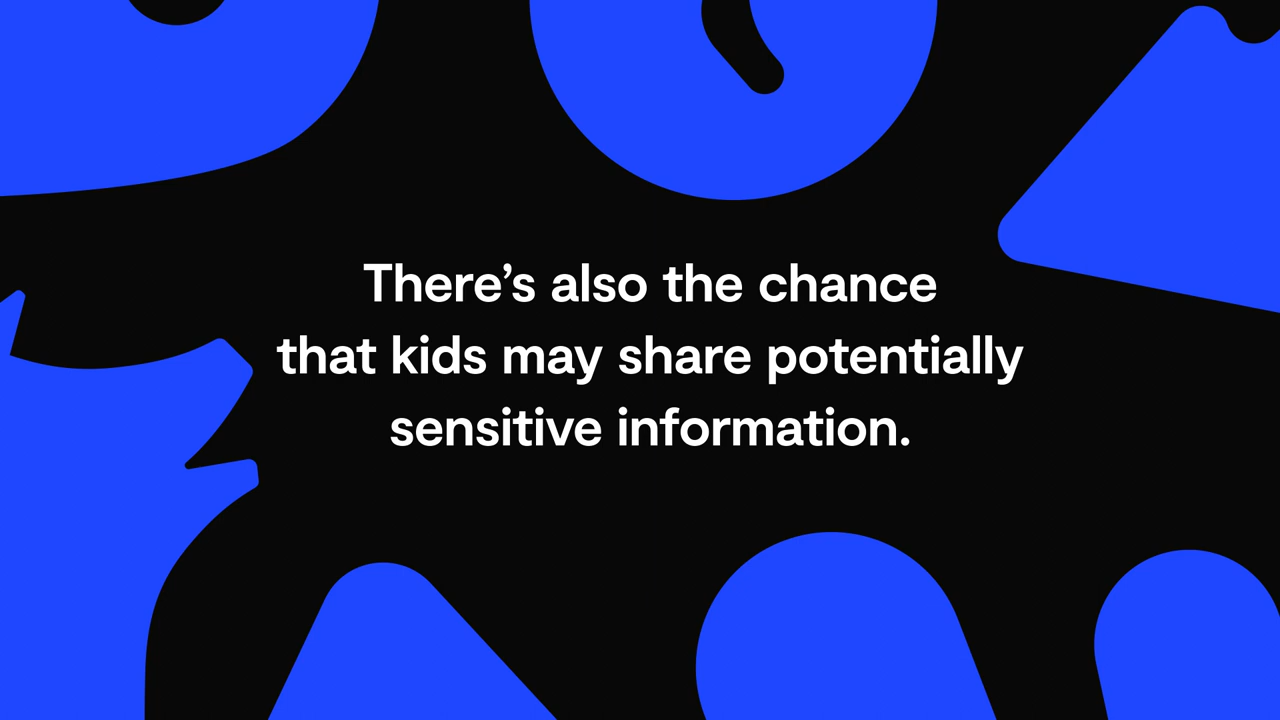 There’s also the chance
that kids may share potentially
sensitive information.